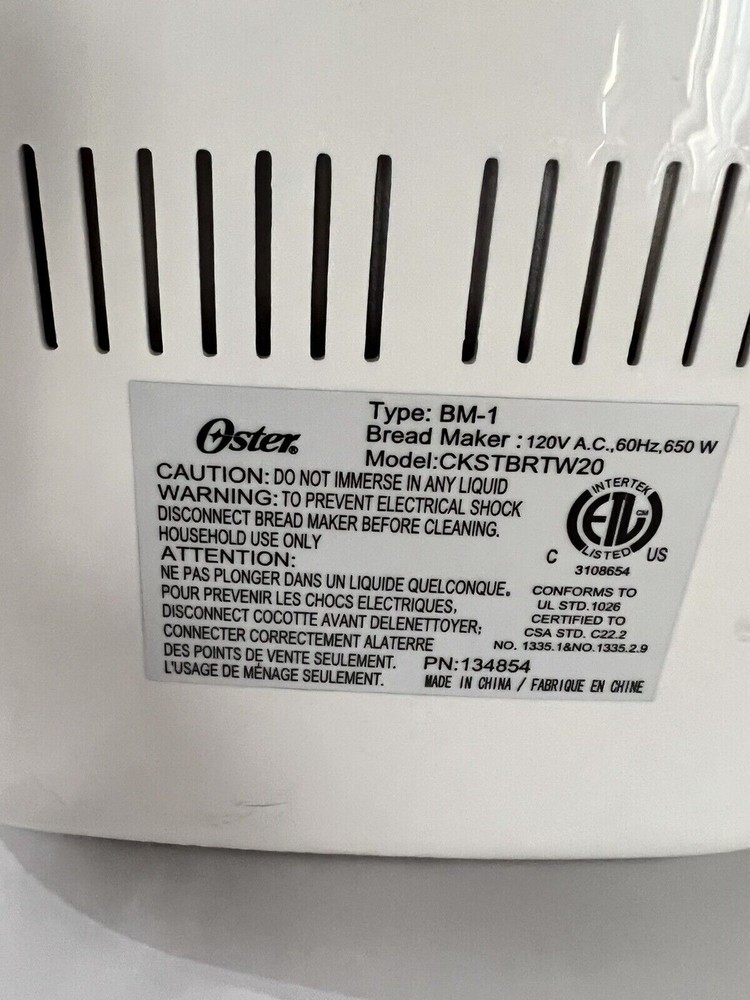 Oster®
Type: BM-1
Bread Maker : 120V A.C.,60Hz,650 W
Model:CKSTBRTW20
CAUTION: DO NOT IMMERSE IN ANY LIQUID
WARNING: TO PREVENT ELECTRICAL SHOCK
DISCONNECT BREAD MAKER BEFORE CLEANING.
HOUSEHOLD USE ONLY
ATTENTION:
NE PAS PLONGER DANS UN LIQUIDE QUELCONQUE.
POUR PREVENIR LES CHOCS ELECTRIQUES,
DISCONNECT COCOTTE AVANT DELENETTOYER;
CONNECTER CORRECTEMENT ALATERRE
DES POINTS DE VENTE SEULEMENT.
L'USAGE DE MÉNAGE SEULEMENT.
INTERTEK
ETL CM
LISTED
C US
3108654
CONFORMS TO
UL STD.1026
CERTIFIED TO
CSA STD. C22.2
NO. 1335.1&NO.1335.2.9
PN:134854
MADE IN CHINA / FABRIQUE EN CHINE